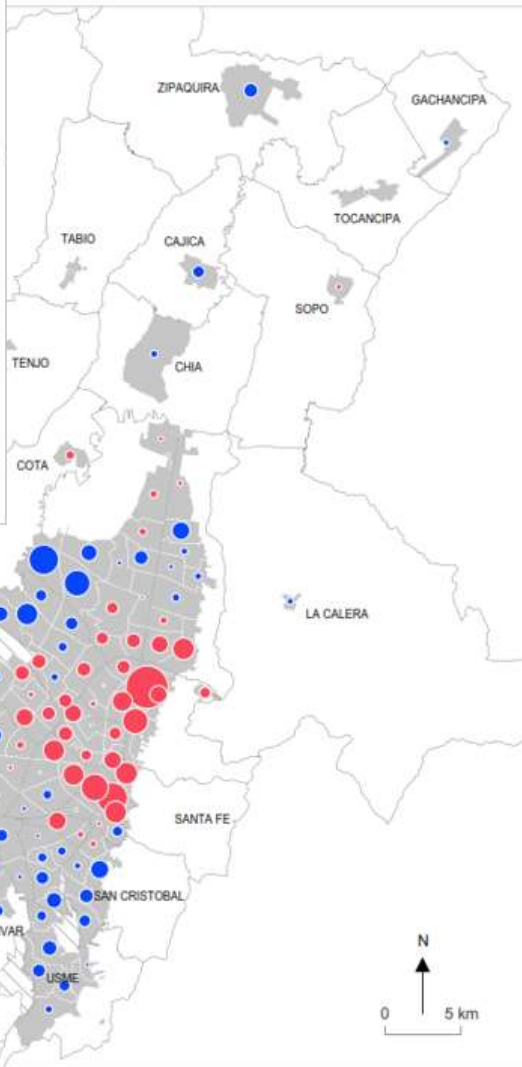 ZIPAQUIRA
GACHANCIPA
TOCANCIPA
TABIO
CAJICA
SOPO
TENJO
CHIA
COTA
LA CALERA
SANTA FE
SAN CRISTOBAL
VAR
USME
N
0 5 km